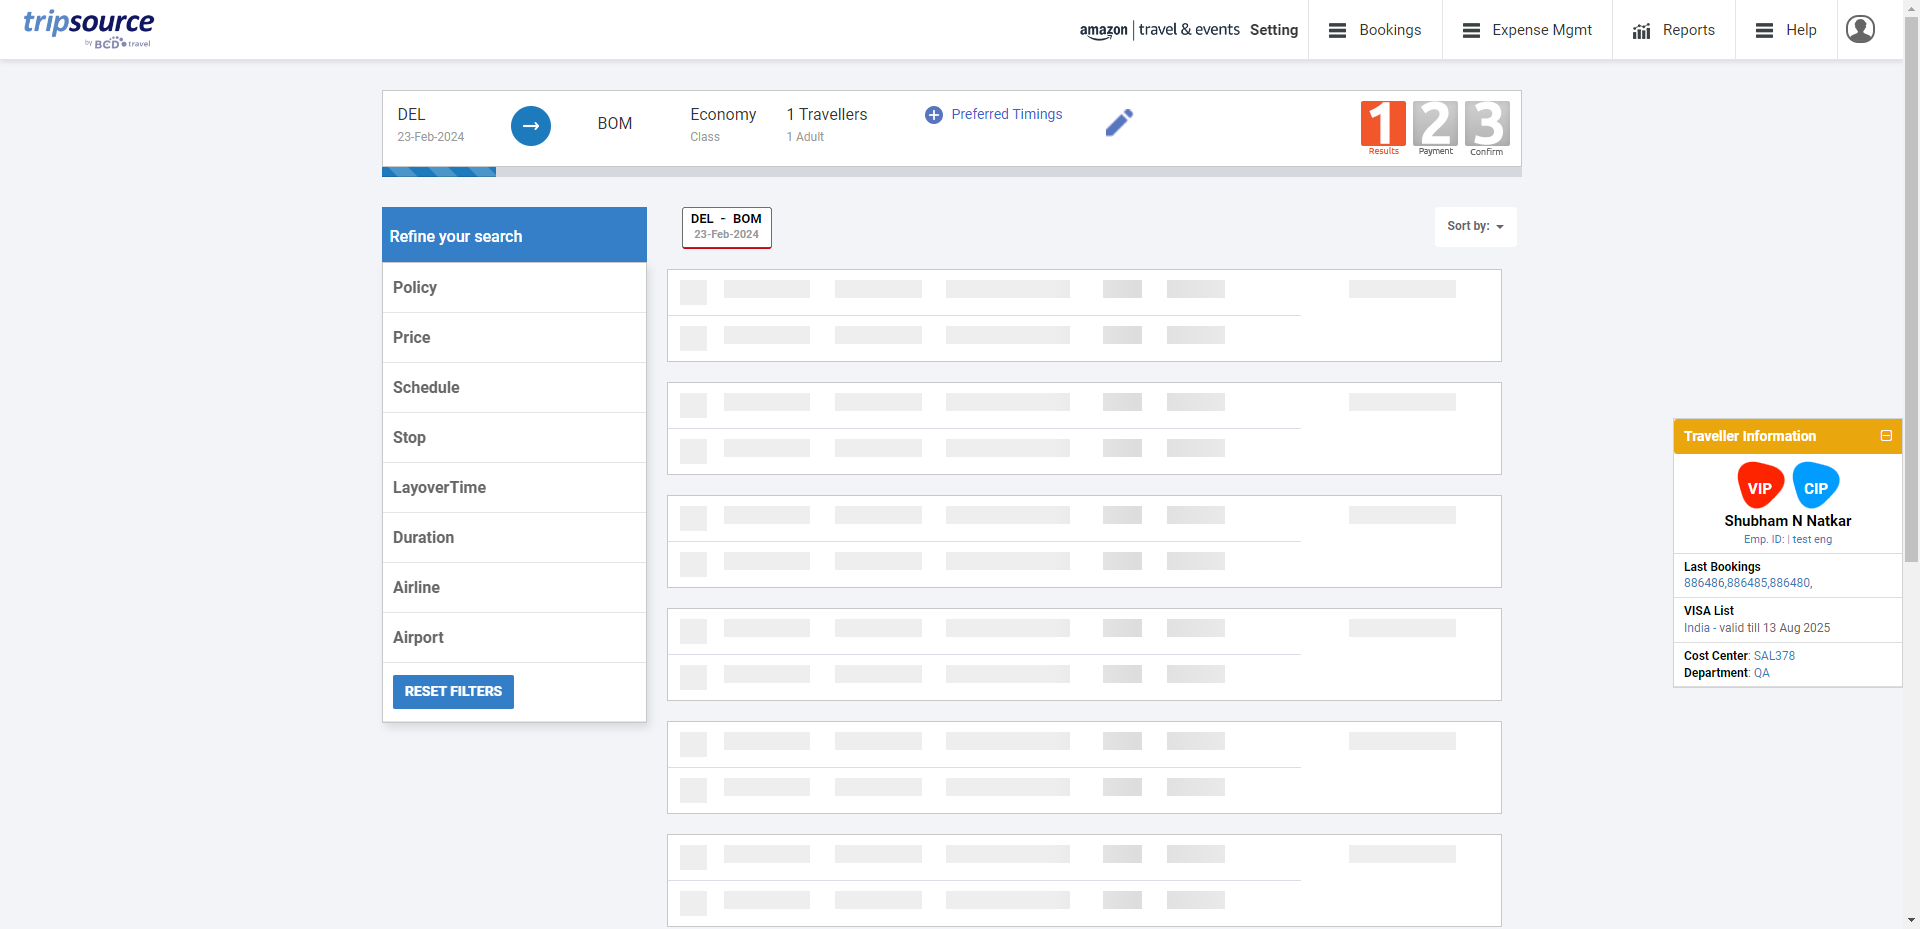 tripsource
by BCD travel
amazon travel & events Setting
Bookings
Expense Mgmt
Reports
Help
DEL
23-Feb-2024
BOM
Economy
Class
1 Travellers
1 Adult
Preferred Timings
1
Results
2
Payment
3
Confirm
Refine your search
Policy
Price
Schedule
Stop
LayoverTime
Duration
Airline
Airport
RESET FILTERS
DEL - BOM
23-Feb-2024
Sort by:
Traveller Information
VIP
CIP
Shubham N Natkar
Emp. ID: | test eng
Last Bookings
886486,886485,886480,
VISA List
India - valid till 13 Aug 2025
Cost Center: SAL378
Department: QA